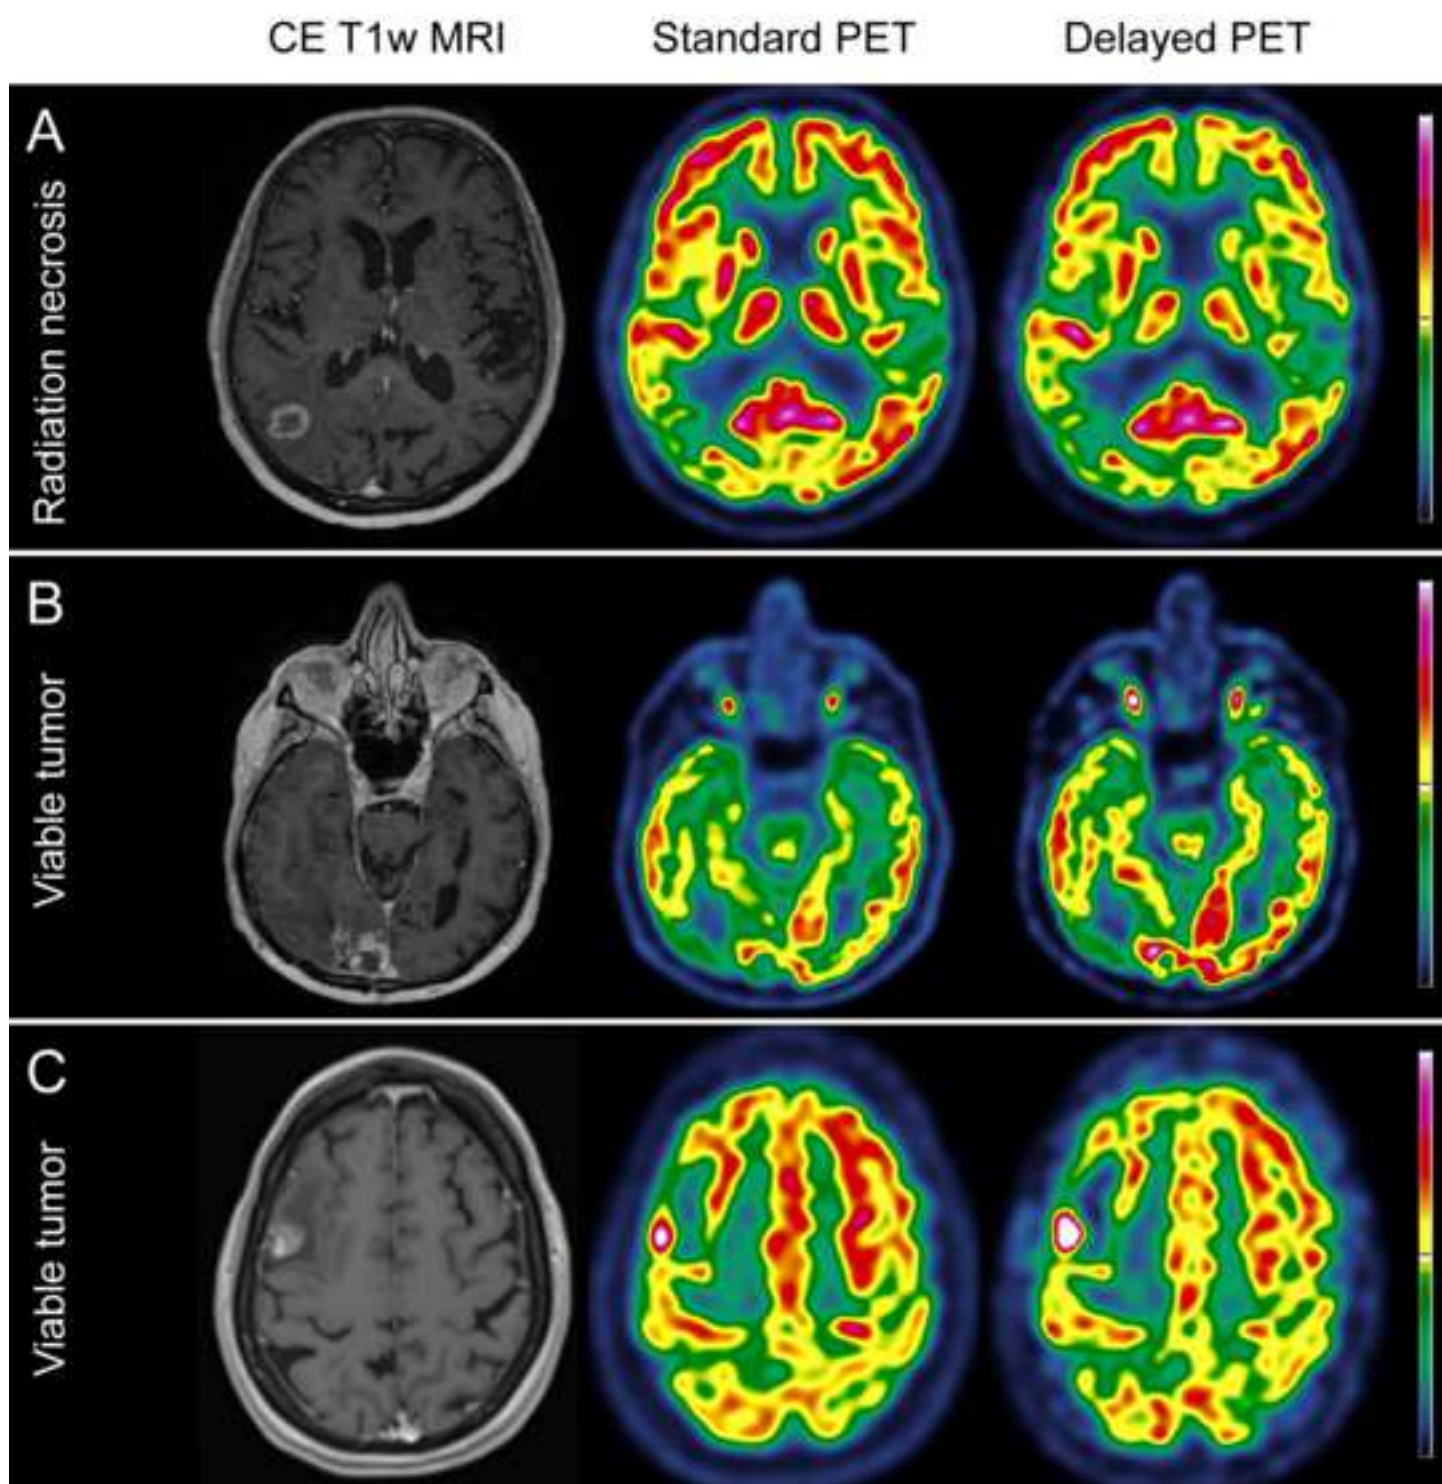 CE T1w MRI
Standard PET
Delayed PET
A
Radiation necrosis
B
Viable tumor
C
Viable tumor